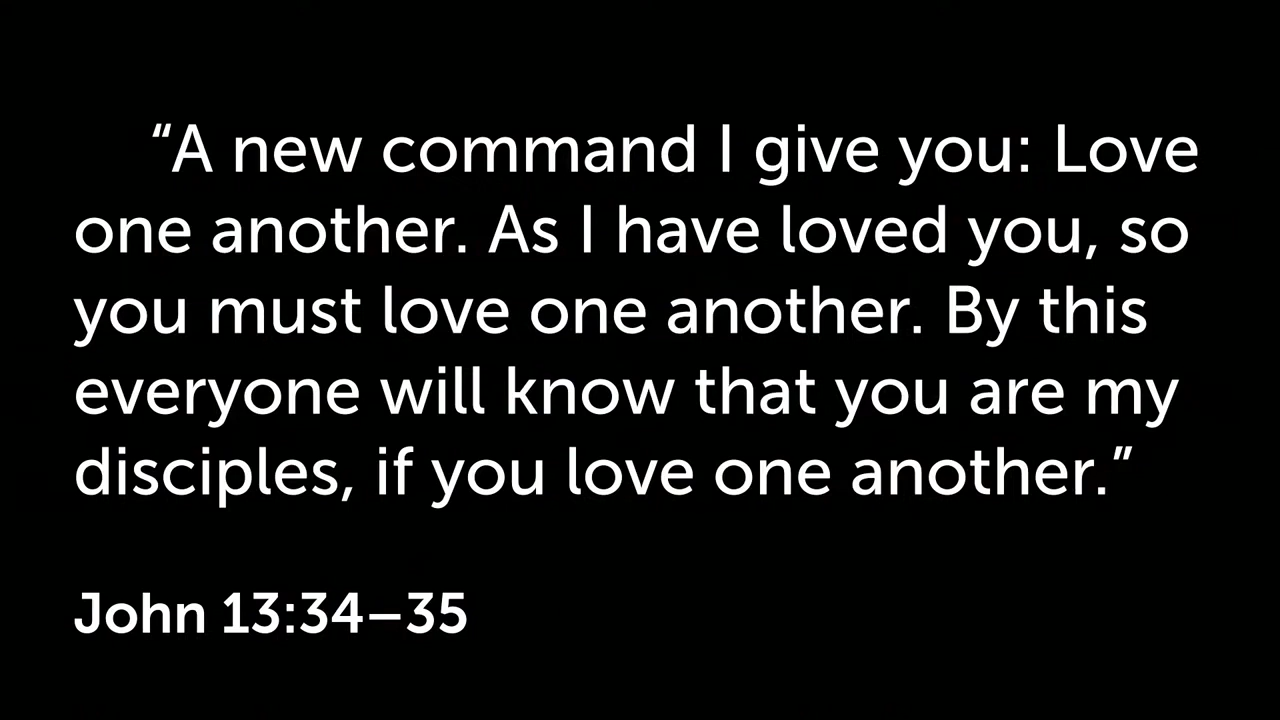 “A new command I give you: Love
one another. As I have loved you, so
you must love one another. By this
everyone will know that you are my
disciples, if you love one another.”
John 13:34–35